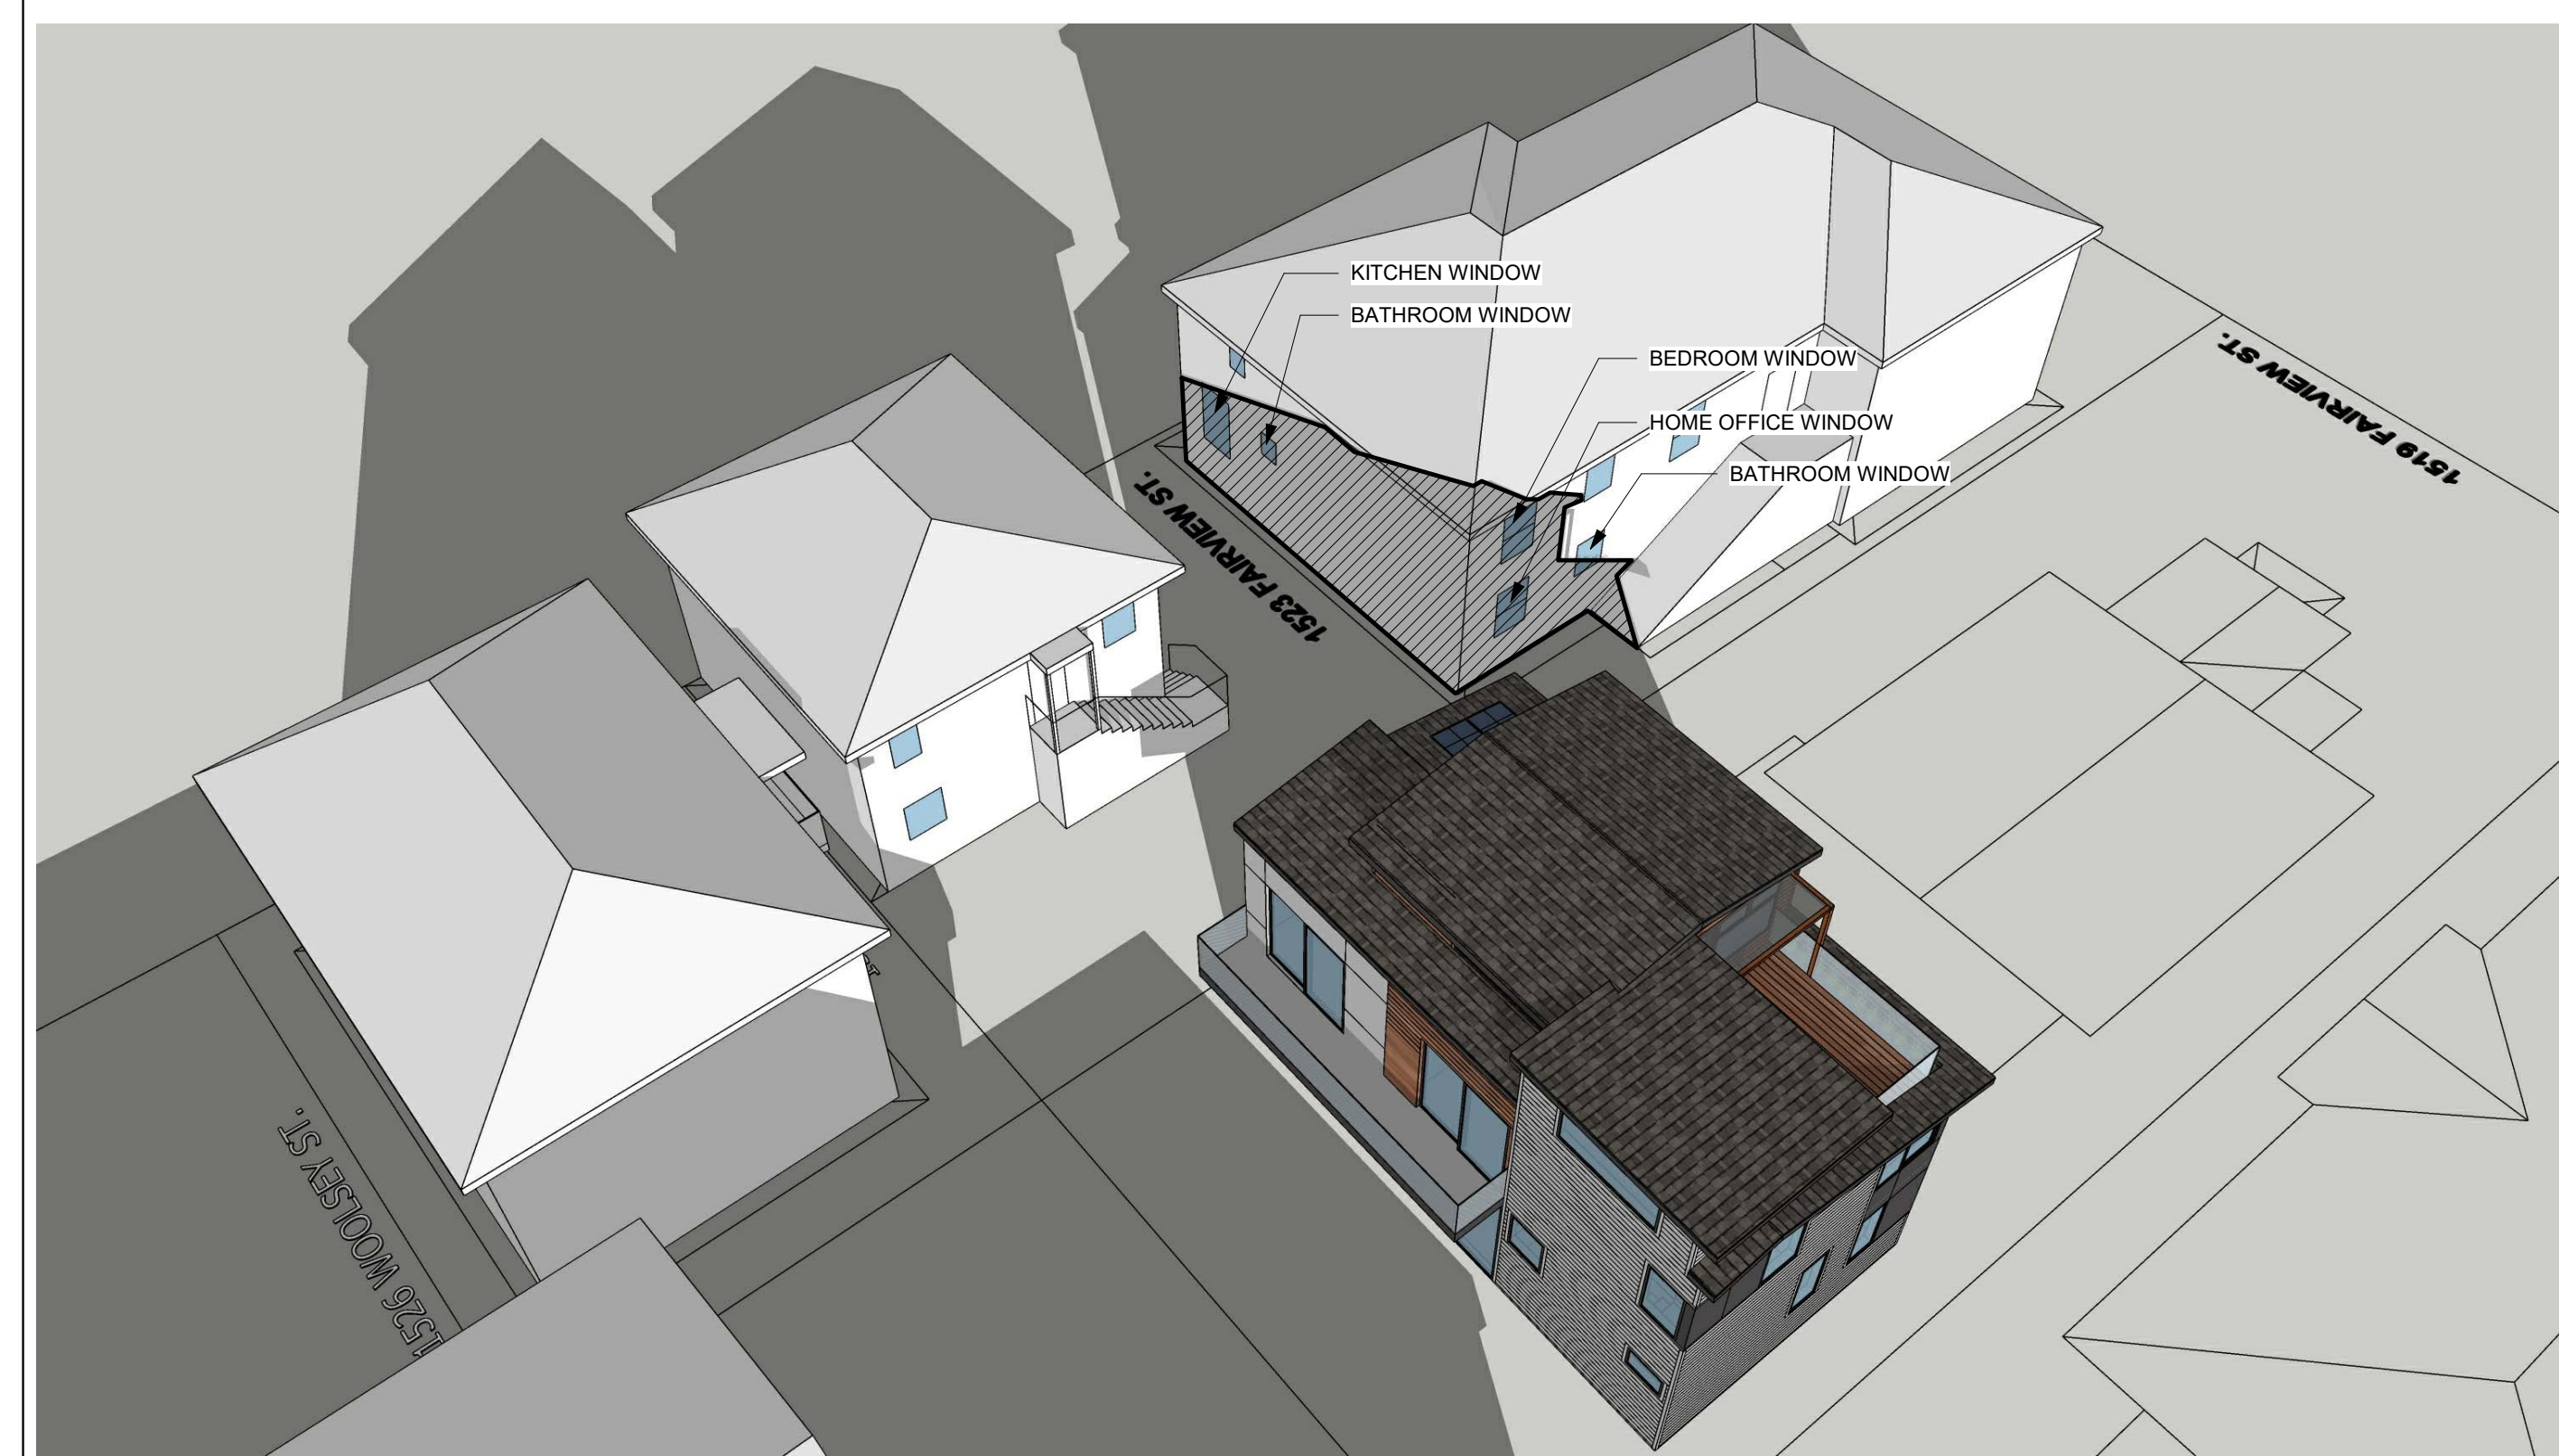 KITCHEN WINDOW
BATHROOM WINDOW
BEDROOM WINDOW
HOME OFFICE WINDOW
BATHROOM WINDOW
1519 FAIRVIEW ST.
1523 FAIRVIEW ST.
1526 WOOLSEY ST.